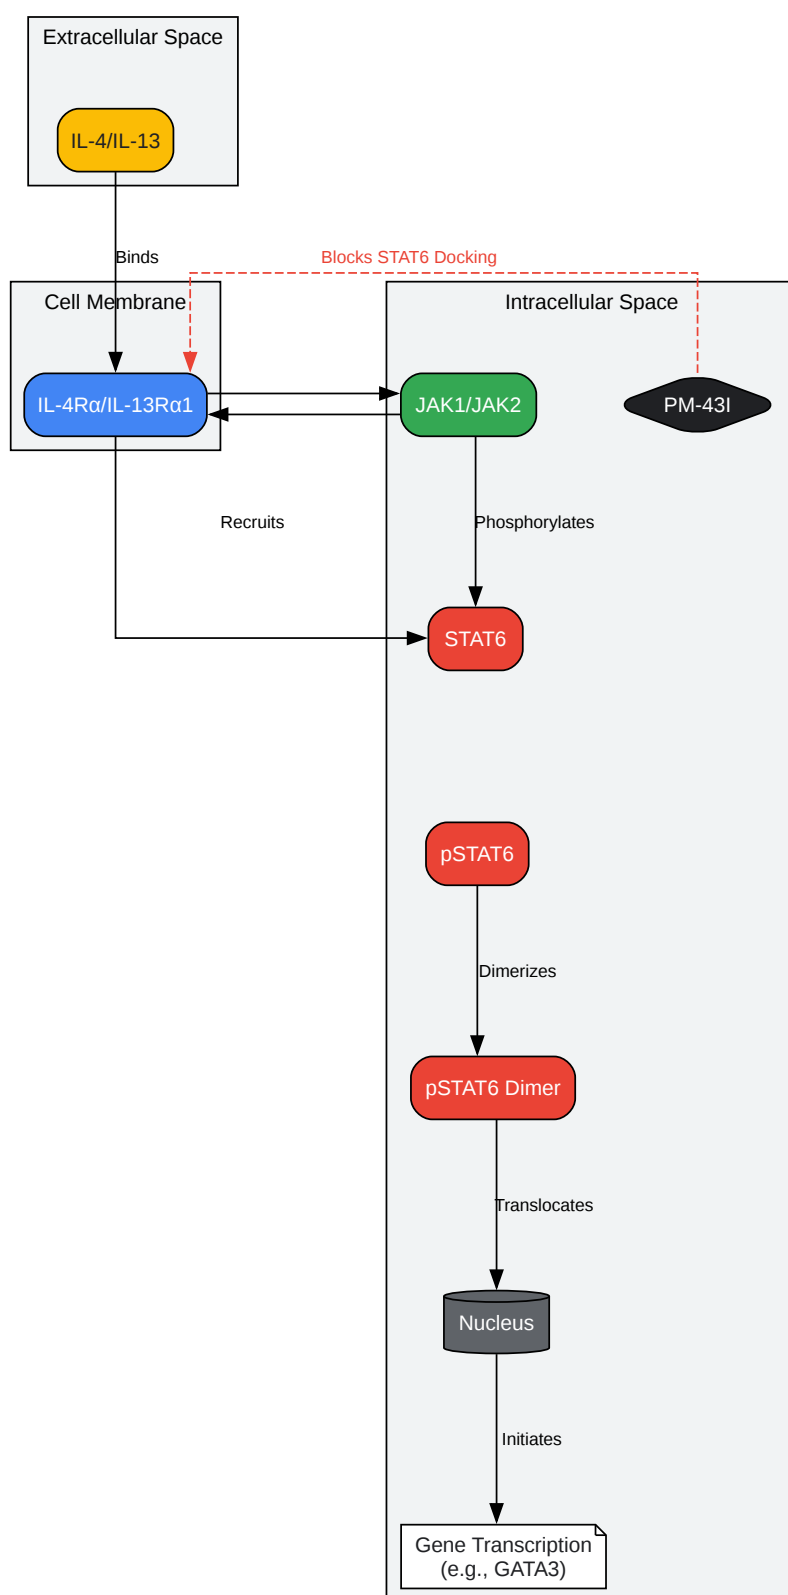 Extracellular Space
IL-4/IL-13
Binds
Blocks STAT6 Docking
Cell Membrane
Intracellular Space
IL-4Rα/IL-13Rα1
JAK1/JAK2
PM-43I
Recruits
Phosphorylates
STAT6
pSTAT6
Dimerizes
pSTAT6 Dimer
Translocates
Nucleus
Initiates
Gene Transcription
(e.g., GATA3)